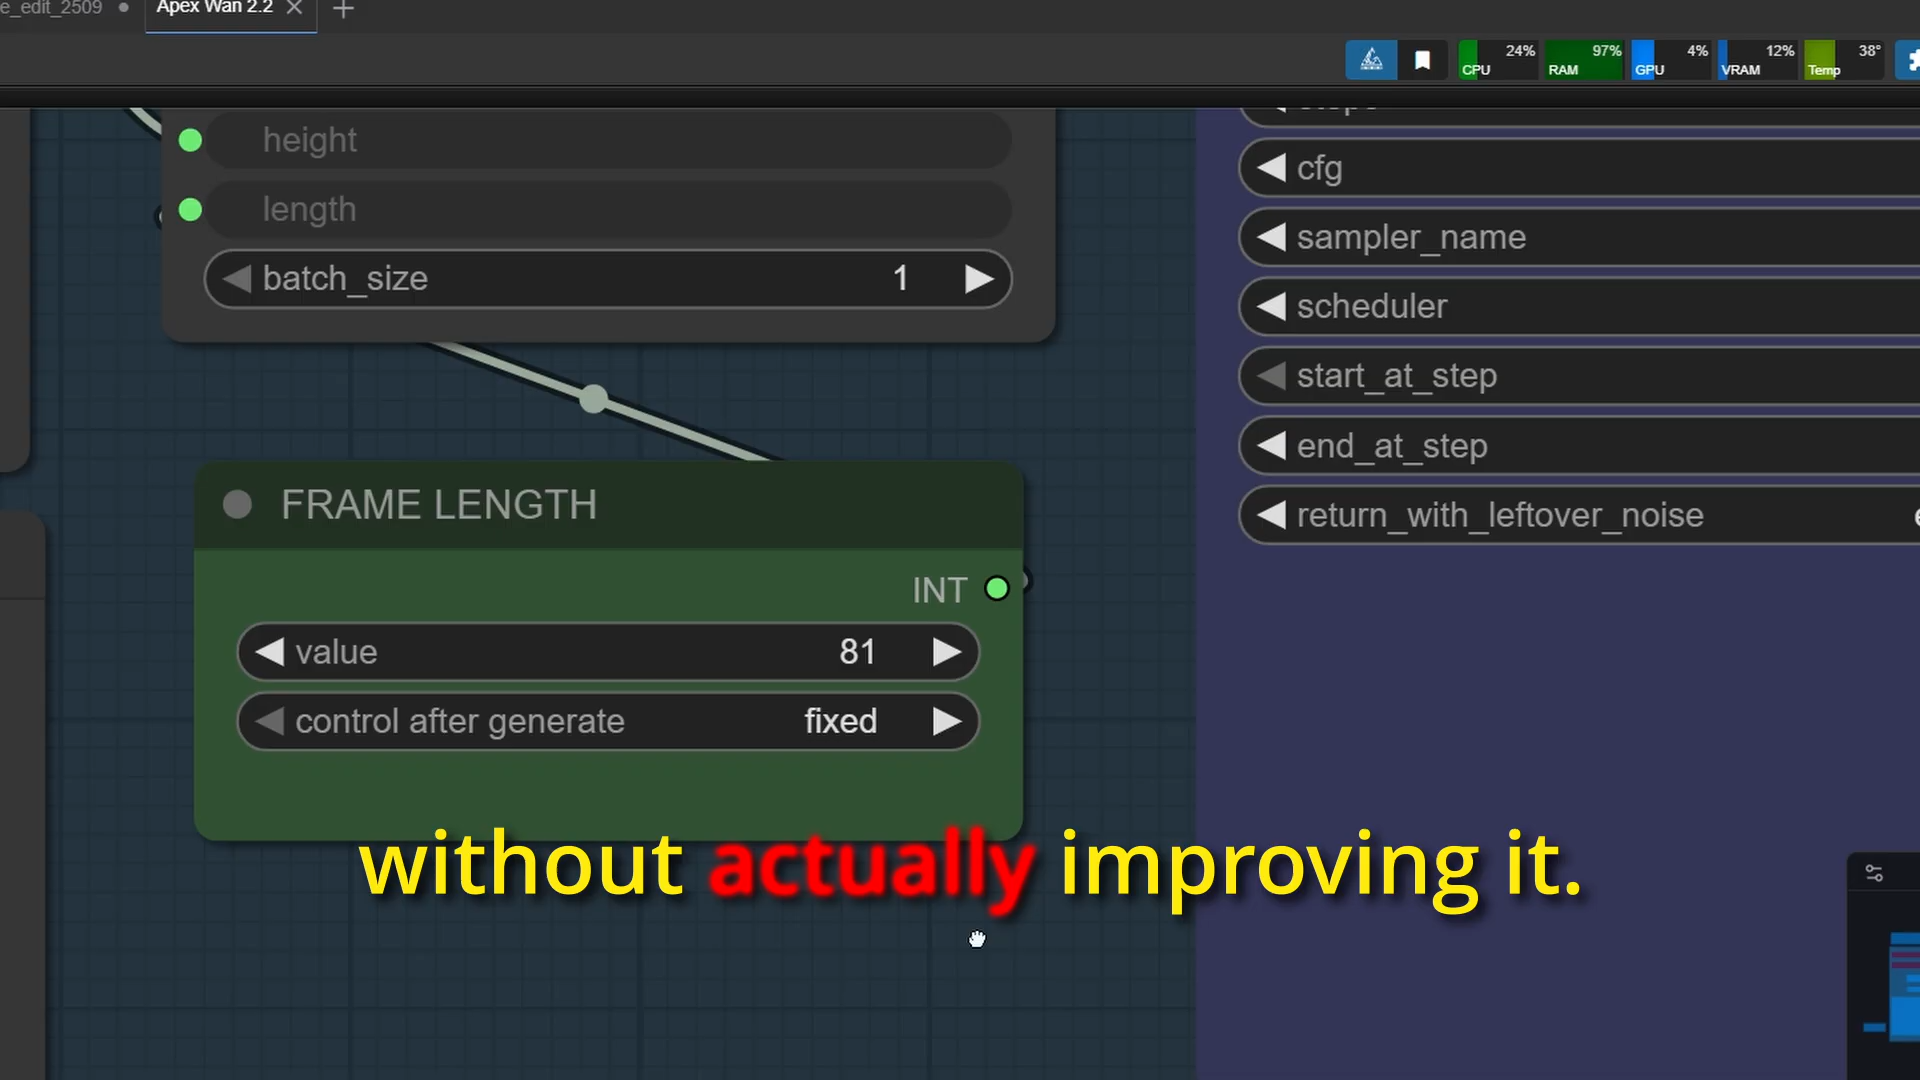 e_edit_2509
Apex Wan 2.2
24%
CPU
97%
RAM
4%
GPU
12%
VRAM
38°
Temp
height
length
batch_size 1
cfg
sampler_name
scheduler
start_at_step
end_at_step
return_with_leftover_noise
FRAME LENGTH
INT
value 81
control after generate fixed
without actually improving it.